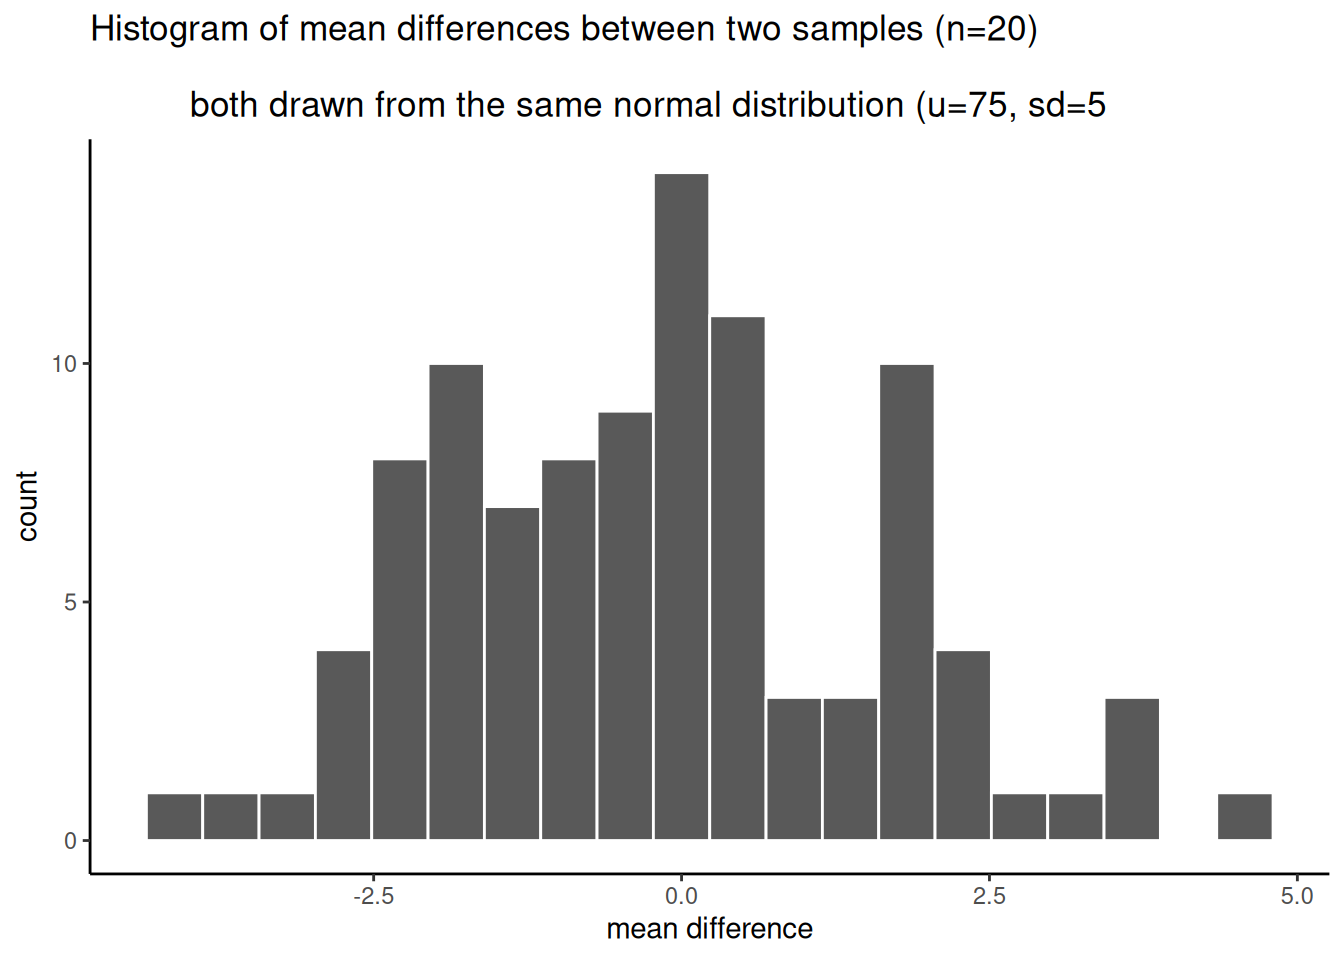 Histogram of mean differences between two samples (n=20)
both drawn from the same normal distribution (u=75, sd=5
10
5
0
count
-2.5 0.0 2.5 5.0
mean difference